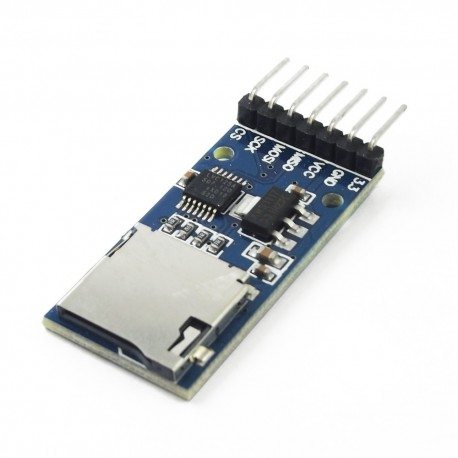 CS
SCK
MOSI
MISO
VCC
GND
3.3